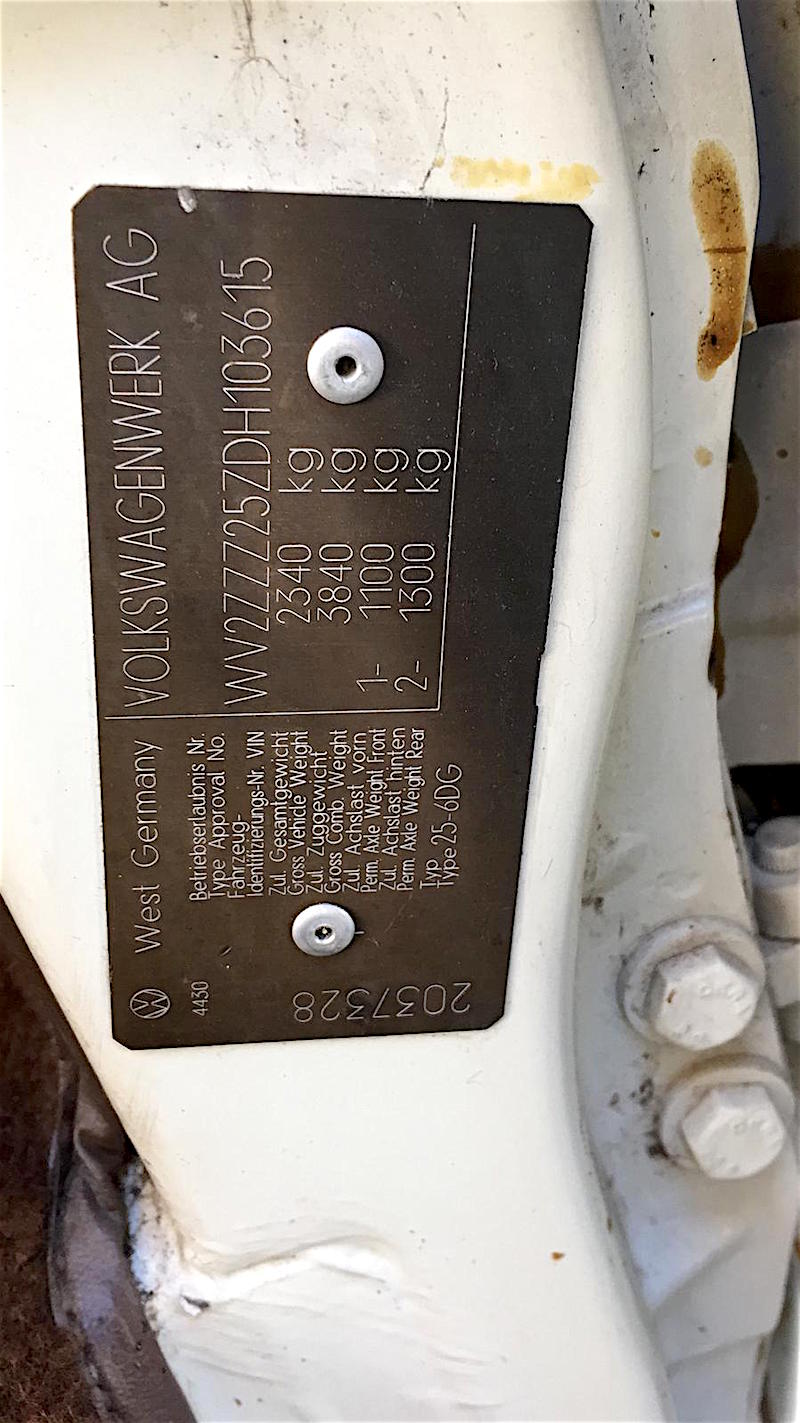 West Germany VOLKSWAGENWERK AG
4430
Betriebserlaubnis Nr.
Type Approval No.
Fahrzeug-
Identifizierungs-Nr. VIN WV2ZZZ25ZDH103615
Zul. Gesamtgewicht
Gross Vehicle Weight 2340 kg
Zul. Zuggewicht
Gross Comb. Weight 3840 kg
Zul. Achslast vorn
Perm. Axle Weight Front 1- 1100 kg
Zul. Achslast hinten
Perm. Axle Weight Rear 2- 1300 kg
Typ
Type 25-6DG
2037328